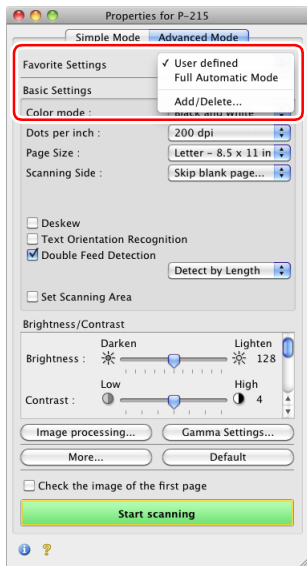 Properties for P-215
Simple Mode Advanced Mode
Favorite Settings
✓ User defined
Full Automatic Mode
Add/Delete...
Basic Settings
Color mode : Black and White
Dots per inch : 200 dpi
Page Size : Letter - 8.5 x 11 in
Scanning Side : Skip blank page...
Deskew
Text Orientation Recognition
Double Feed Detection
Detect by Length
Set Scanning Area
Brightness/Contrast
Darken Lighten
Brightness : 128
Low High
Contrast : 4
Image processing... Gamma Settings...
More... Default
Check the image of the first page
Start scanning